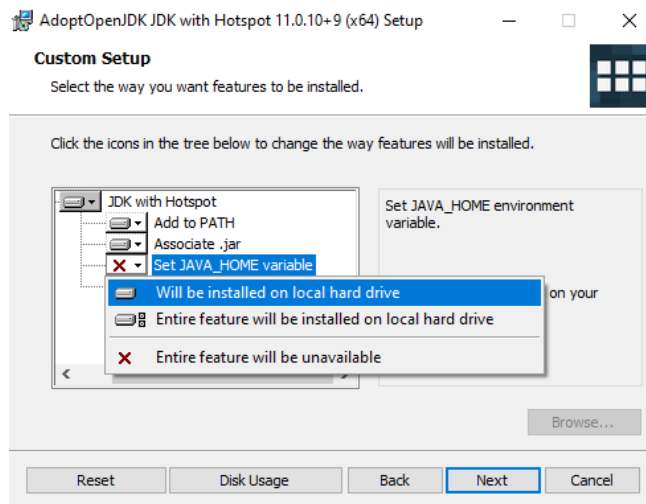 AdoptOpenJDK JDK with Hotspot 11.0.10+9 (x64) Setup
Custom Setup
Select the way you want features to be installed.
Click the icons in the tree below to change the way features will be installed.
JDK with Hotspot
Add to PATH
Associate .jar
Set JAVA_HOME variable
Set JAVA_HOME environment
variable.
Will be installed on local hard drive
on your
Entire feature will be installed on local hard drive
Entire feature will be unavailable
Browse...
Reset
Disk Usage
Back
Next
Cancel